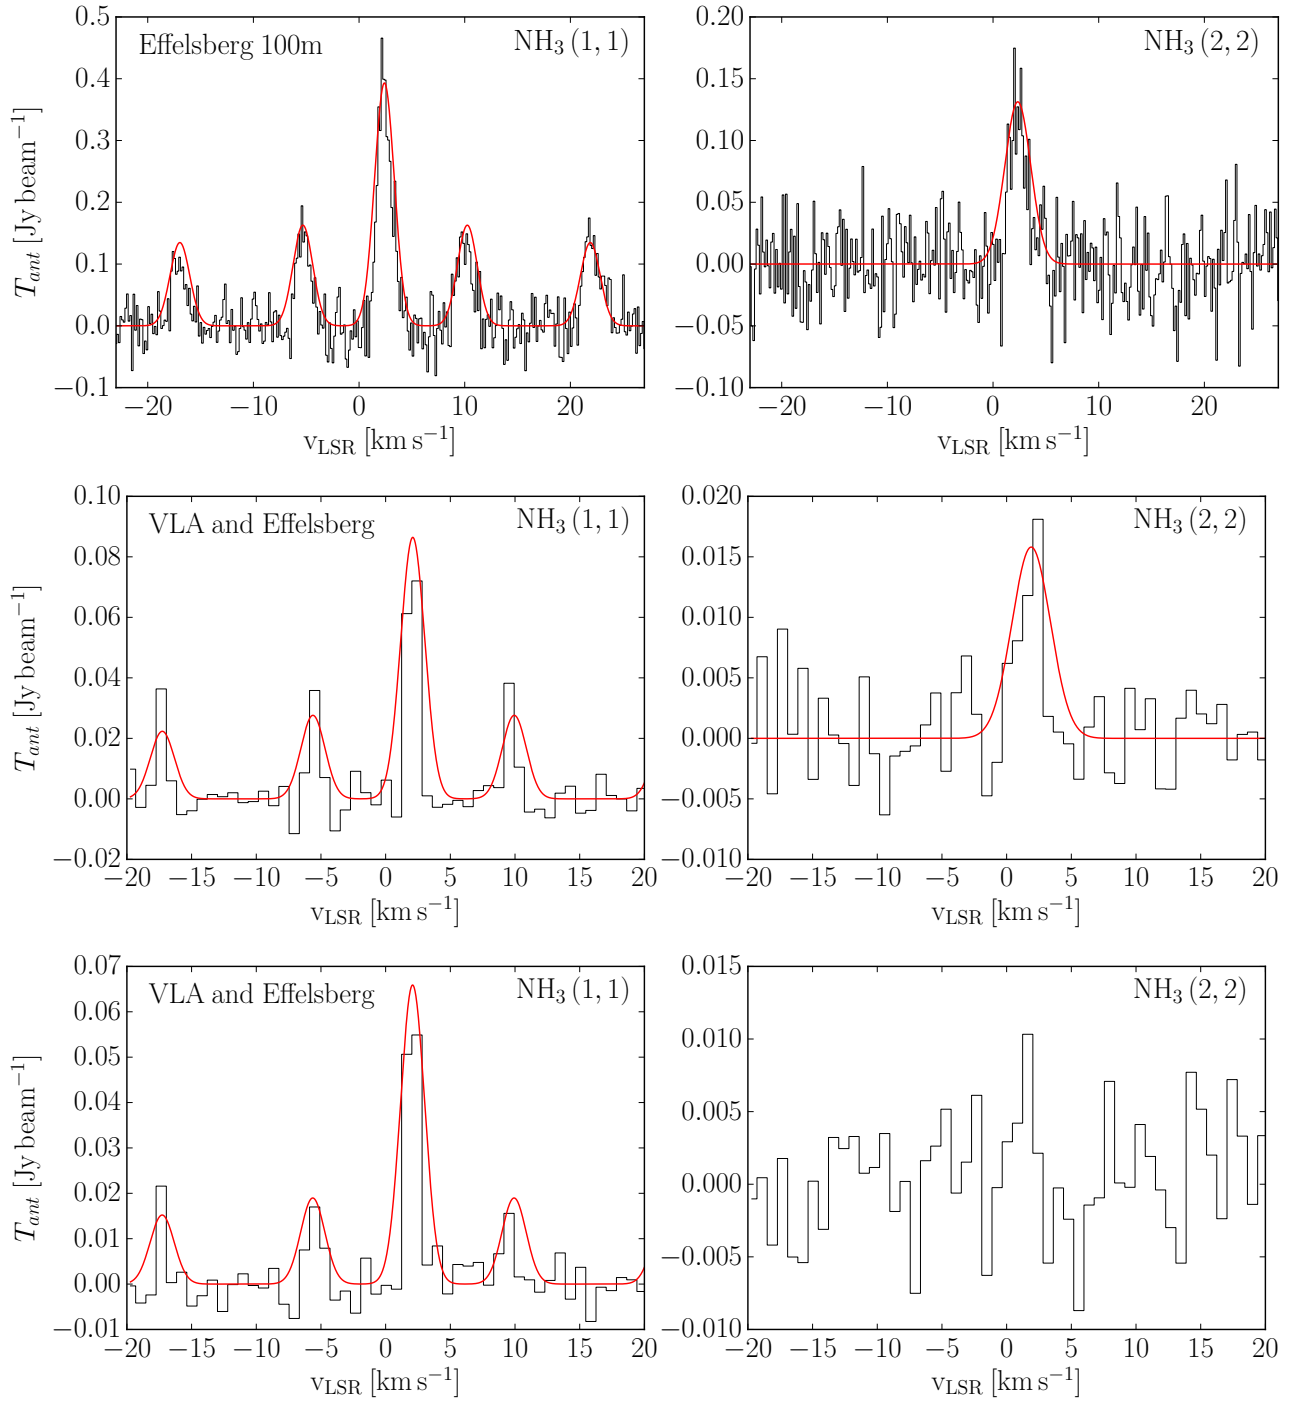 Effelsberg 100m
NH₃ (1, 1)
T_ant [Jy beam⁻¹]
0.5
0.4
0.3
0.2
0.1
0.0
−0.1
−20 −10 0 10 20
v_LSR [km s⁻¹]
NH₃ (2, 2)
0.20
0.15
0.10
0.05
0.00
−0.05
−0.10
−20 −10 0 10 20
v_LSR [km s⁻¹]
VLA and Effelsberg
NH₃ (1, 1)
T_ant [Jy beam⁻¹]
0.10
0.08
0.06
0.04
0.02
0.00
−0.02
−20 −15 −10 −5 0 5 10 15 20
v_LSR [km s⁻¹]
NH₃ (2, 2)
0.020
0.015
0.010
0.005
0.000
−0.005
−0.010
−20 −15 −10 −5 0 5 10 15 20
v_LSR [km s⁻¹]
VLA and Effelsberg
NH₃ (1, 1)
T_ant [Jy beam⁻¹]
0.07
0.06
0.05
0.04
0.03
0.02
0.01
0.00
−0.01
−20 −15 −10 −5 0 5 10 15 20
v_LSR [km s⁻¹]
NH₃ (2, 2)
0.015
0.010
0.005
0.000
−0.005
−0.010
−20 −15 −10 −5 0 5 10 15 20
v_LSR [km s⁻¹]